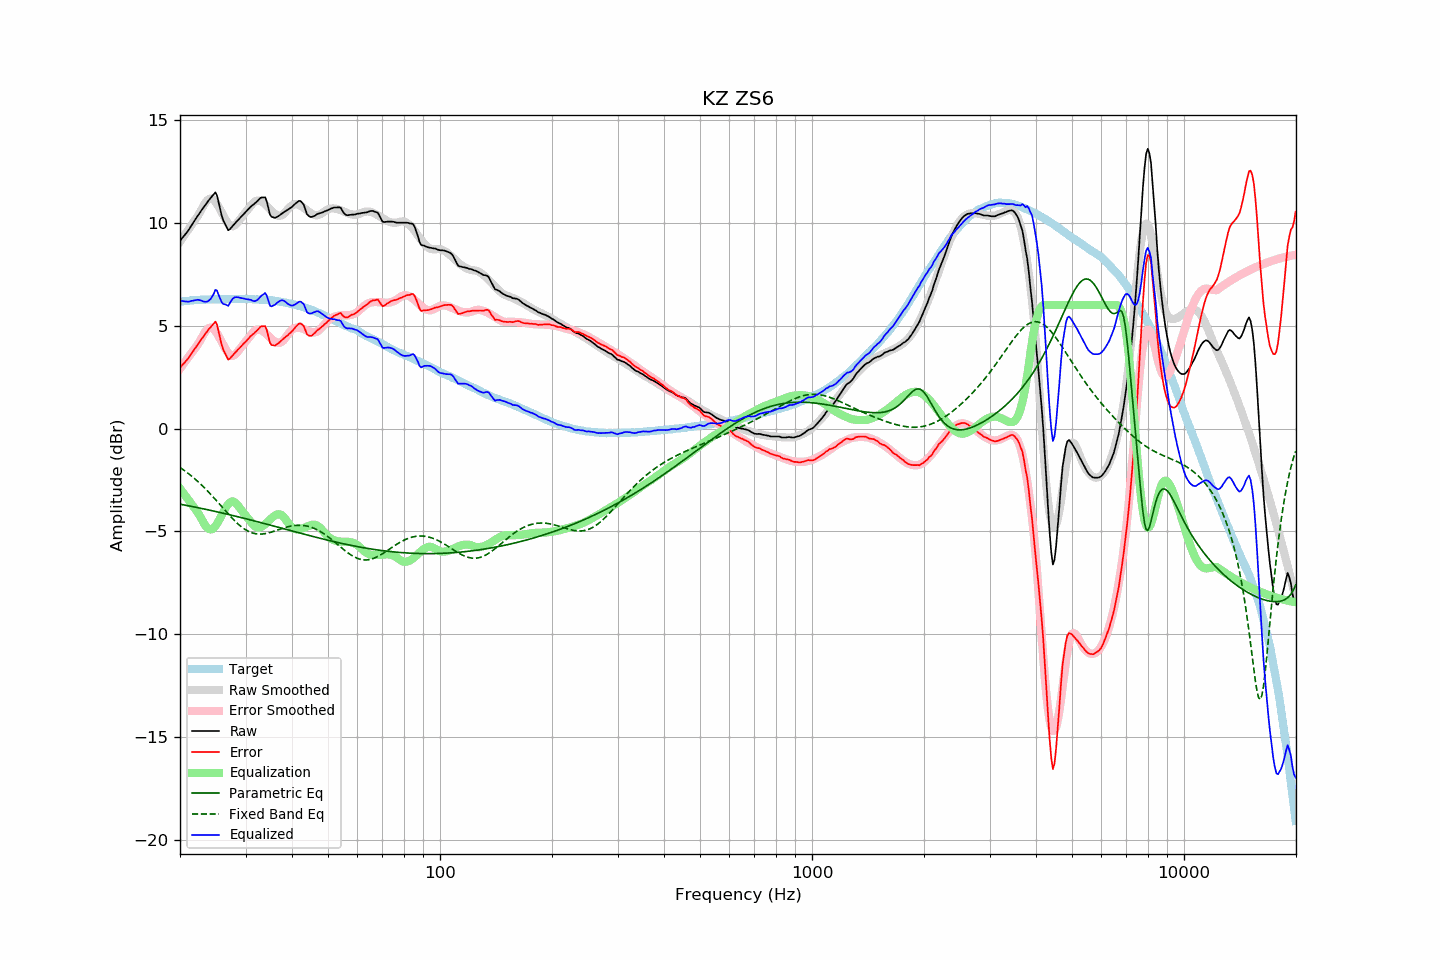 KZ ZS6
15
10
5
0
−5
−10
−15
−20
Amplitude (dBr)
Target
Raw Smoothed
Error Smoothed
Raw
Error
Equalization
Parametric Eq
Fixed Band Eq
Equalized
100
1000
10000
Frequency (Hz)